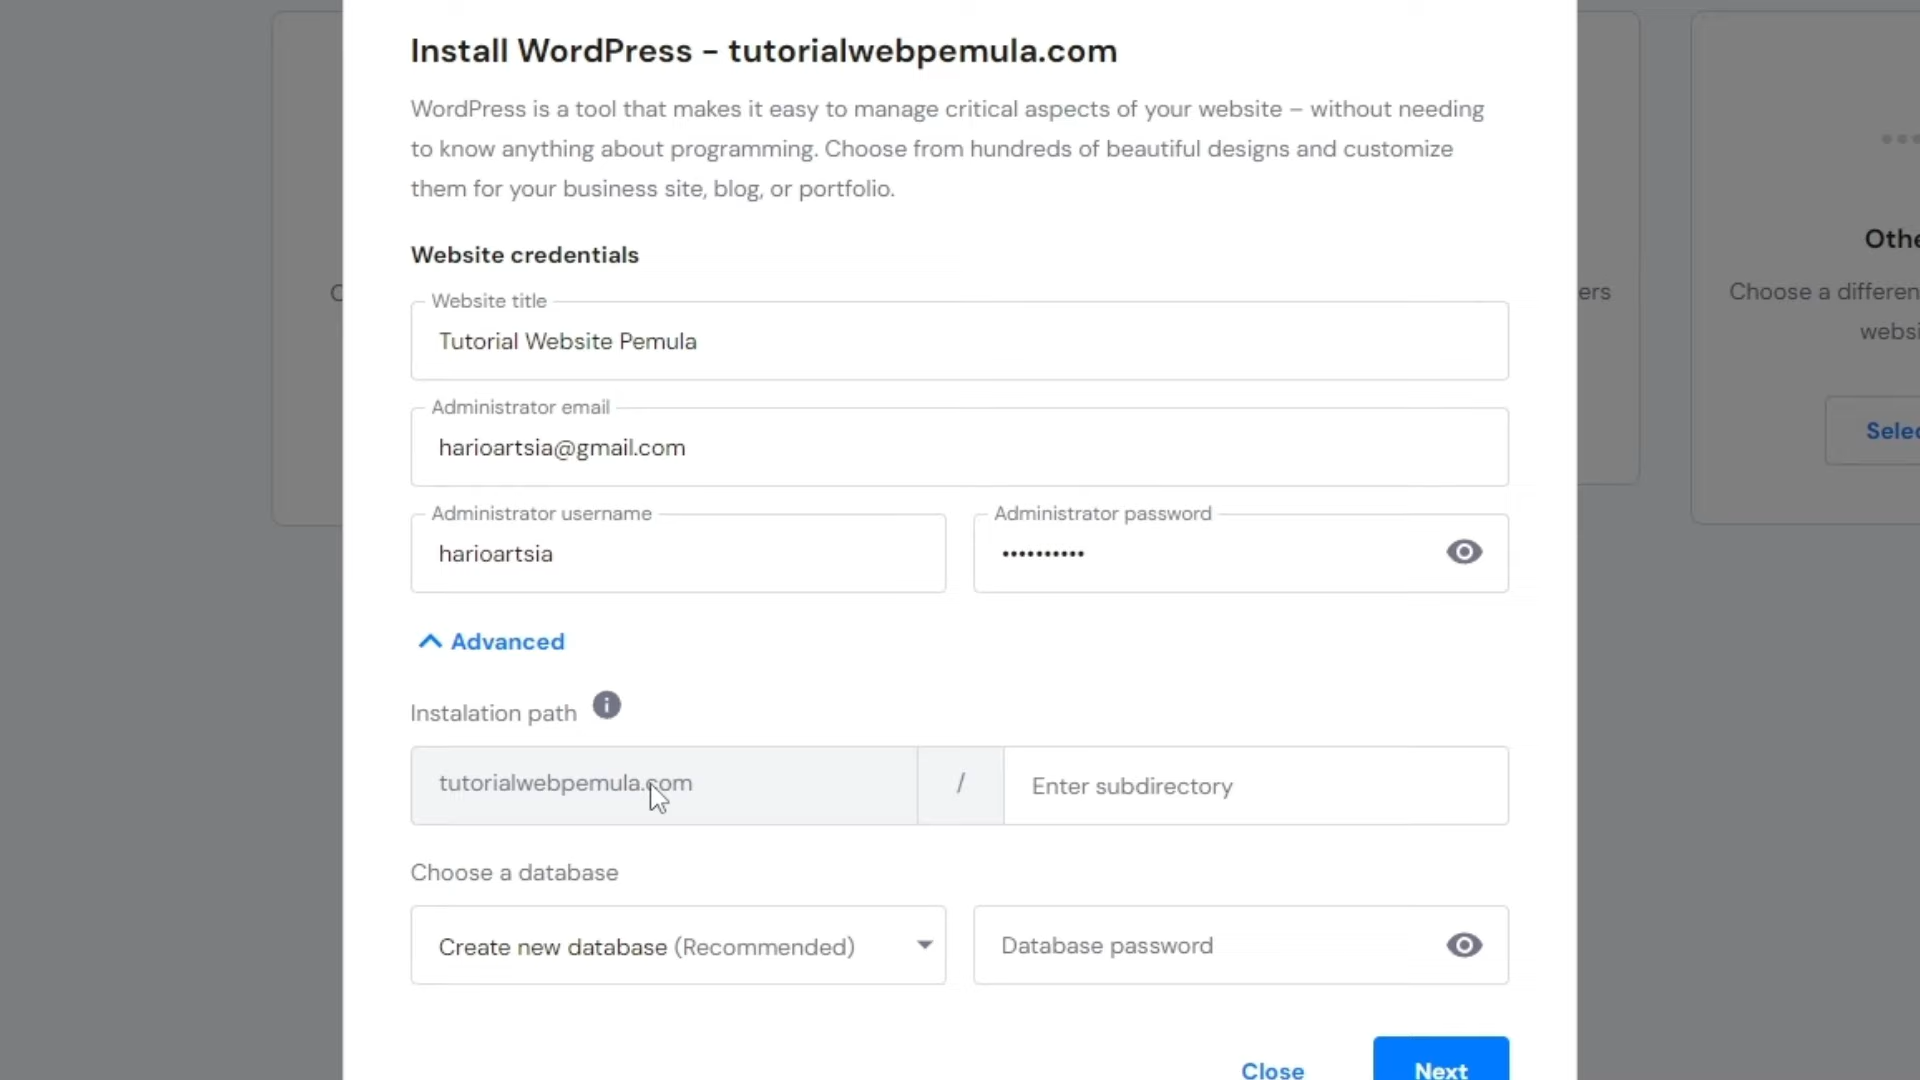 Install WordPress – tutorialwebpemula.com
WordPress is a tool that makes it easy to manage critical aspects of your website – without needing
to know anything about programming. Choose from hundreds of beautiful designs and customize
them for your business site, blog, or portfolio.
Website credentials
Website title
Tutorial Website Pemula
Administrator email
harioartsia@gmail.com
Administrator username
harioartsia
Administrator password
••••••••••
Advanced
Instalation path
tutorialwebpemula.com / Enter subdirectory
Choose a database
Create new database (Recommended)
Database password
Close
Next
ers
Othe
Choose a differen
websi
Selec